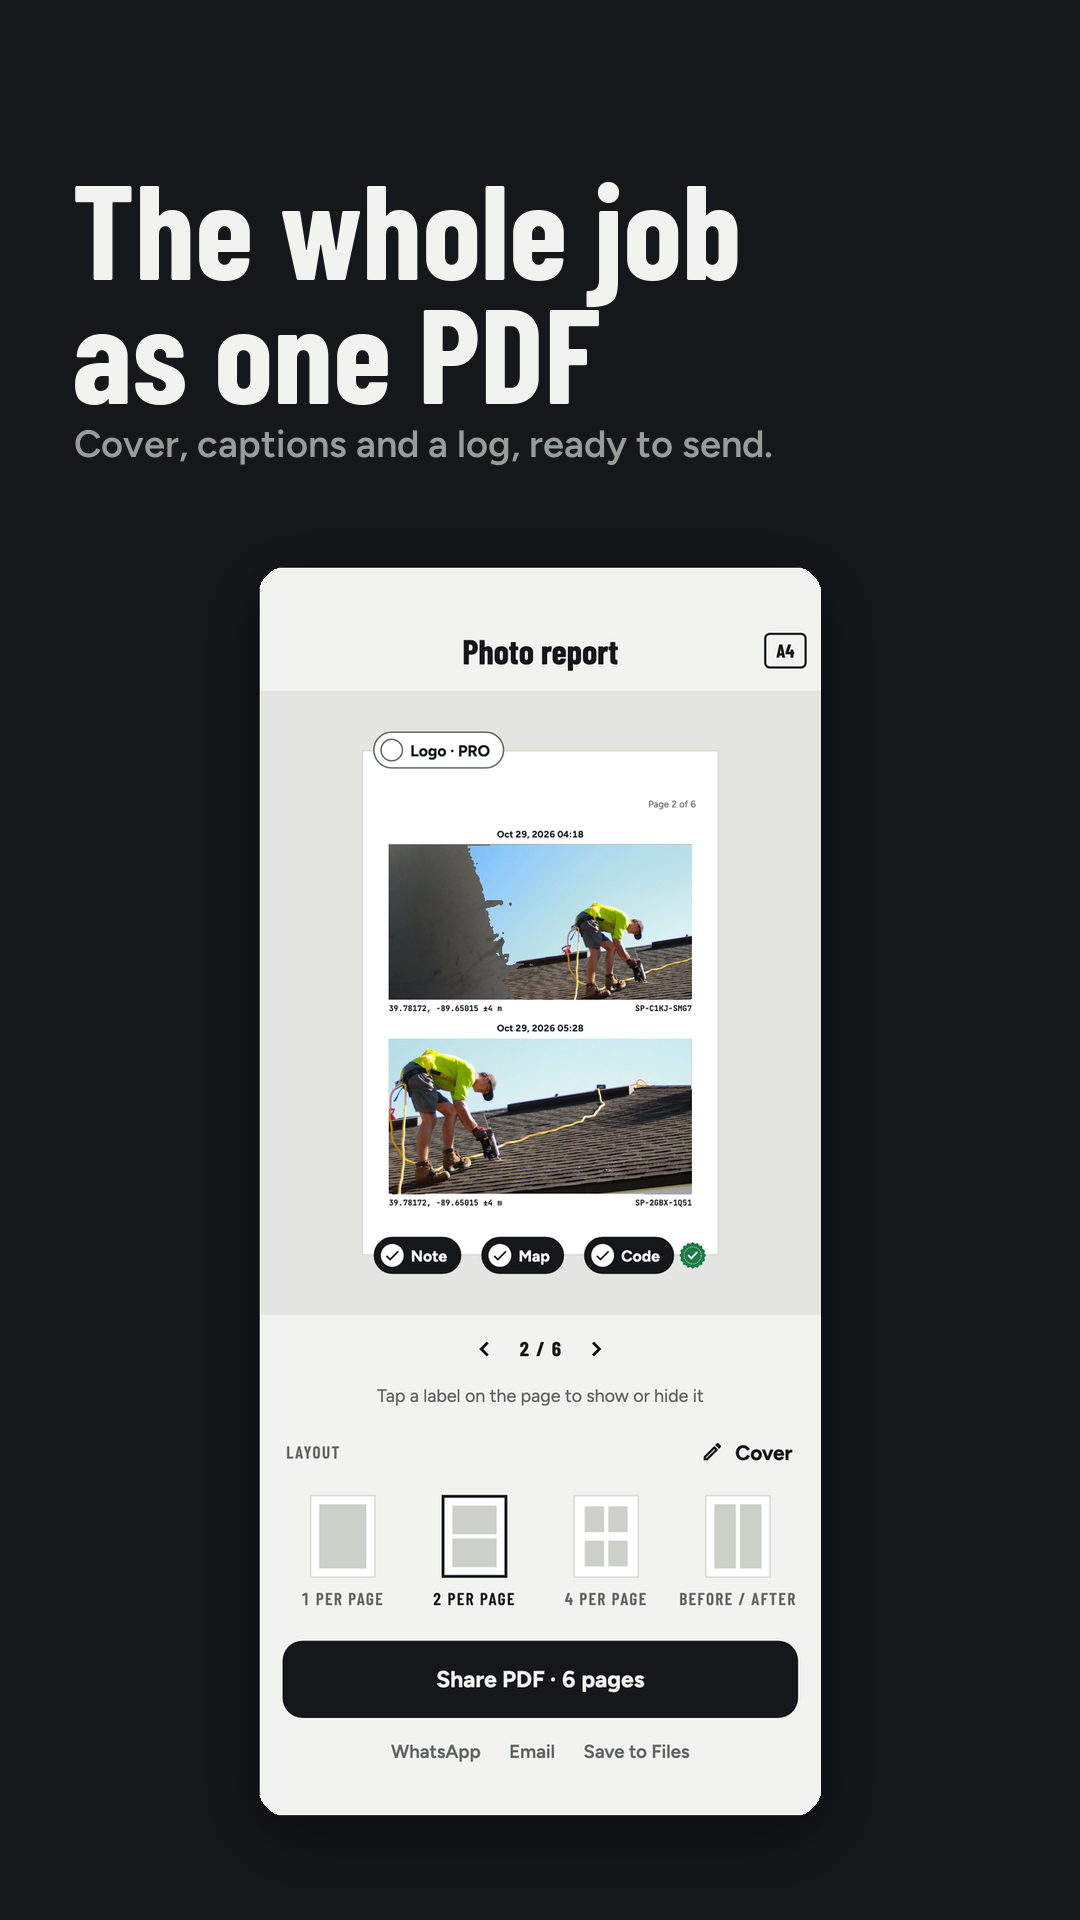 The whole job
as one PDF
Cover, captions and a log, ready to send.
Photo report
A4
Logo · PRO
Page 2 of 6
Oct 29, 2026 04:18
39.78172, -89.65015 ±4 m SP-C1KJ-SMG7
Oct 29, 2026 05:28
39.78172, -89.65015 ±4 m SP-2GBX-1Q51
Note Map Code
2 / 6
Tap a label on the page to show or hide it
LAYOUT Cover
1 PER PAGE 2 PER PAGE 4 PER PAGE BEFORE / AFTER
Share PDF · 6 pages
WhatsApp Email Save to Files